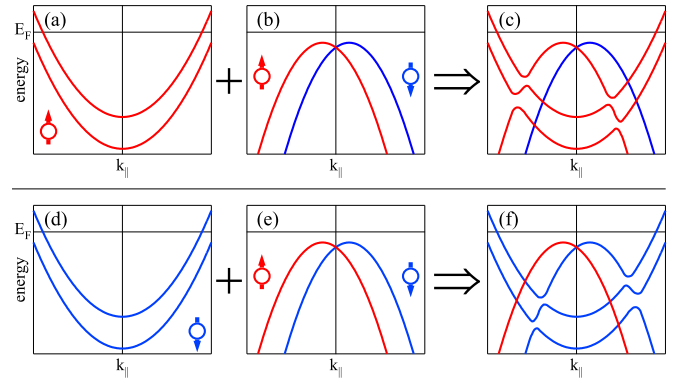 (a) (b) (c)
E_F
energy
k_∥ k_∥ k_∥
(d) (e) (f)
E_F
energy
k_∥ k_∥ k_∥